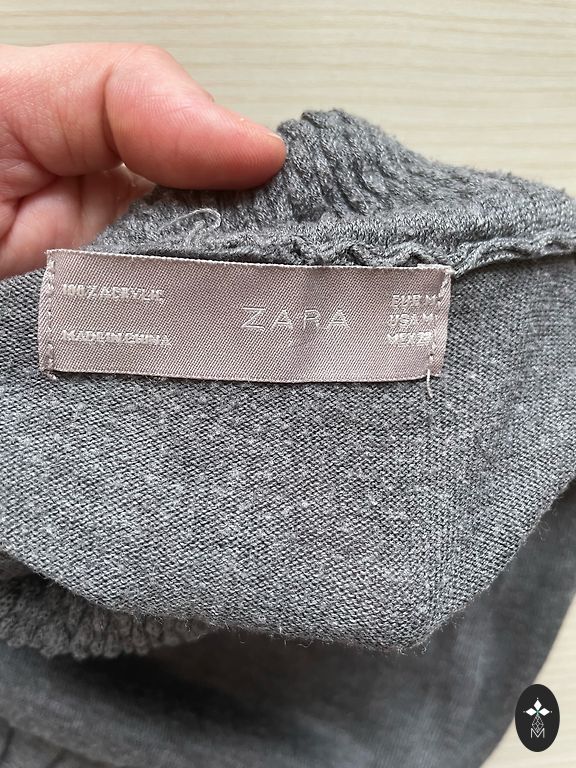 100%ACRYLIC
MADE IN CHINA
ZARA
EUR M
USA M
MEX 28
M